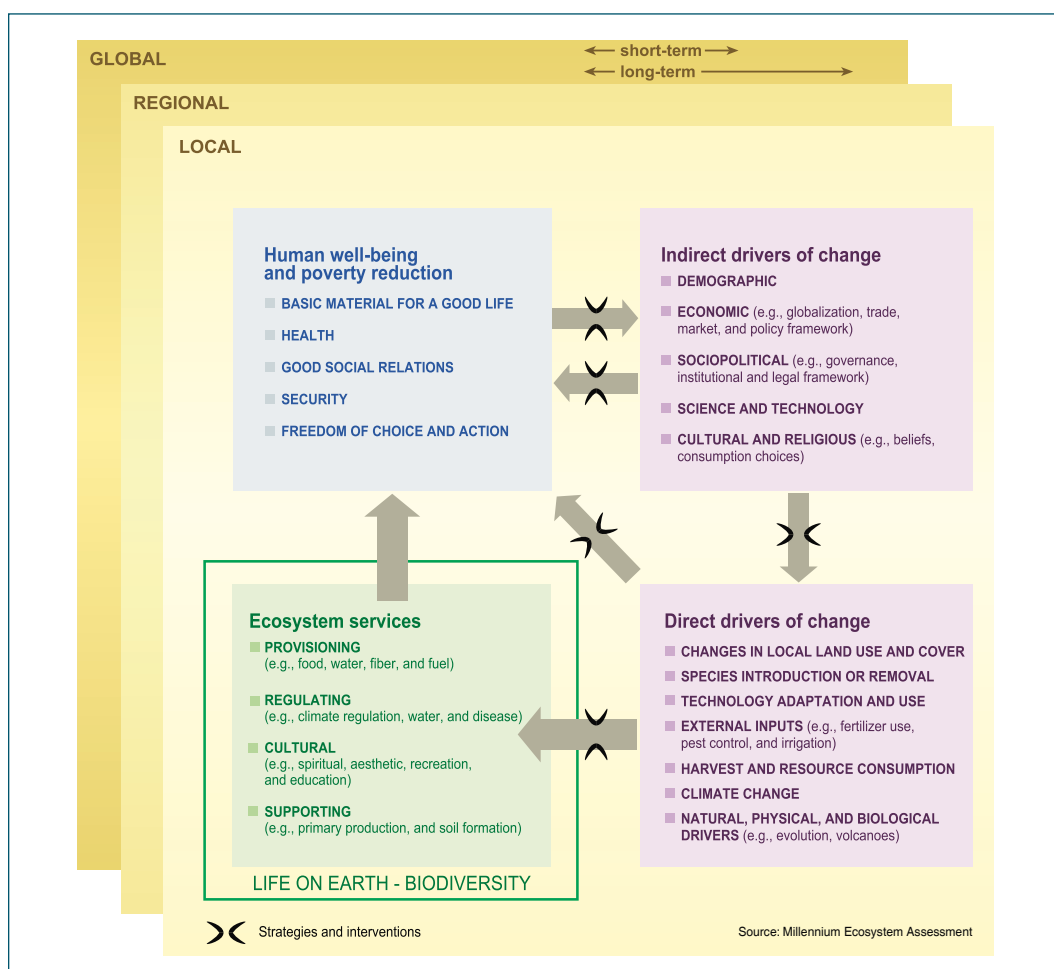 GLOBAL
short-term
long-term
REGIONAL
LOCAL
Human well-being
and poverty reduction
BASIC MATERIAL FOR A GOOD LIFE
HEALTH
GOOD SOCIAL RELATIONS
SECURITY
FREEDOM OF CHOICE AND ACTION
Indirect drivers of change
DEMOGRAPHIC
ECONOMIC (e.g., globalization, trade,
market, and policy framework)
SOCIOPOLITICAL (e.g., governance,
institutional and legal framework)
SCIENCE AND TECHNOLOGY
CULTURAL AND RELIGIOUS (e.g., beliefs,
consumption choices)
Ecosystem services
PROVISIONING
(e.g., food, water, fiber, and fuel)
REGULATING
(e.g., climate regulation, water, and disease)
CULTURAL
(e.g., spiritual, aesthetic, recreation,
and education)
SUPPORTING
(e.g., primary production, and soil formation)
LIFE ON EARTH - BIODIVERSITY
Direct drivers of change
CHANGES IN LOCAL LAND USE AND COVER
SPECIES INTRODUCTION OR REMOVAL
TECHNOLOGY ADAPTATION AND USE
EXTERNAL INPUTS (e.g., fertilizer use,
pest control, and irrigation)
HARVEST AND RESOURCE CONSUMPTION
CLIMATE CHANGE
NATURAL, PHYSICAL, AND BIOLOGICAL
DRIVERS (e.g., evolution, volcanoes)
Strategies and interventions
Source: Millennium Ecosystem Assessment